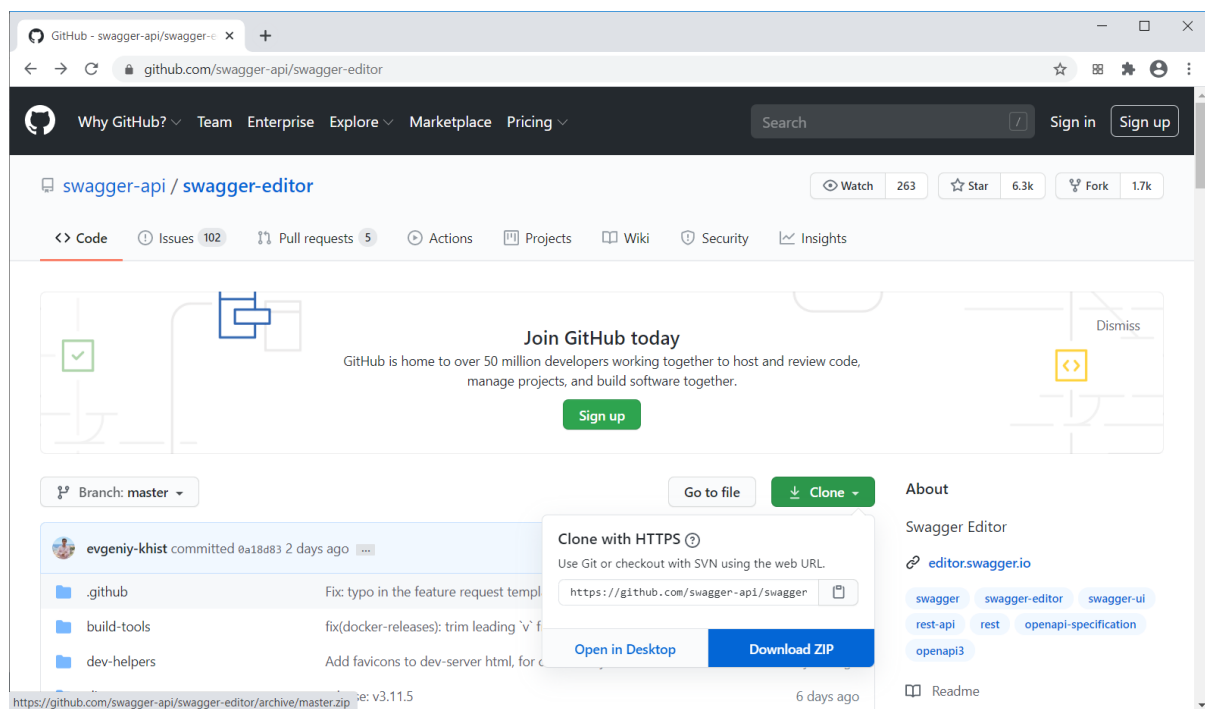 GitHub - swagger-api/swagger-e
github.com/swagger-api/swagger-editor
Why GitHub? Team Enterprise Explore Marketplace Pricing Search / Sign in Sign up
swagger-api / swagger-editor Watch 263 Star 6.3k Fork 1.7k
Code Issues 102 Pull requests 5 Actions Projects Wiki Security Insights
Join GitHub today
Dismiss
GitHub is home to over 50 million developers working together to host and review code,
manage projects, and build software together.
Sign up
Branch: master Go to file Clone
About
evgeniy-khist committed 0a18d83 2 days ago ...
.github Fix: typo in the feature request templ
build-tools fix(docker-releases): trim leading `v` f
dev-helpers Add favicons to dev-server html, for
se: v3.11.5 6 days ago
Clone with HTTPS ?
Use Git or checkout with SVN using the web URL.
https://github.com/swagger-api/swagger
Open in Desktop Download ZIP
Swagger Editor
editor.swagger.io
swagger swagger-editor swagger-ui
rest-api rest openapi-specification
openapi3
Readme
https://github.com/swagger-api/swagger-editor/archive/master.zip